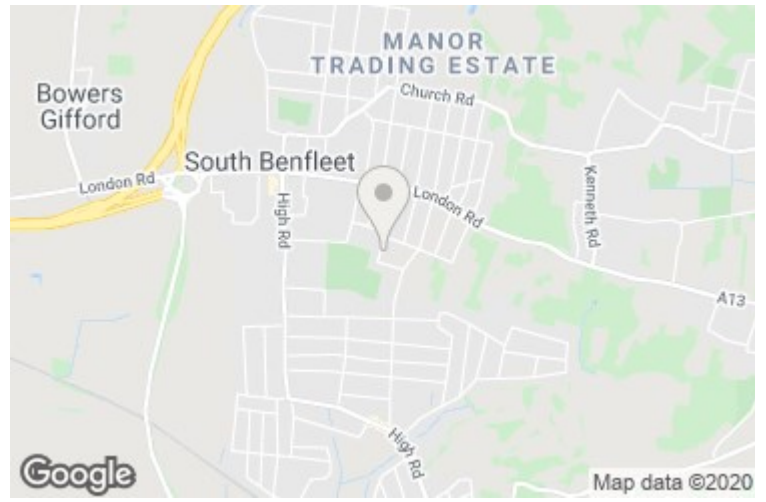 MANOR
TRADING ESTATE
Bowers
Gifford
Church Rd
South Benfleet
London Rd
London Rd
High Rd
Kenneth Rd
A13
High Rd
Google
Map data ©2020